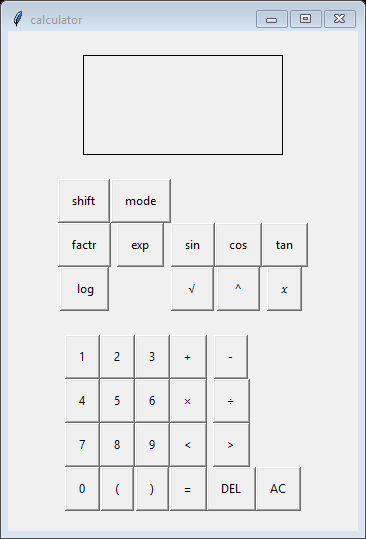 calculator
shift mode
factr exp sin cos tan
log √ ^ x
1 2 3 + -
4 5 6 × ÷
7 8 9 < >
0 ( ) = DEL AC